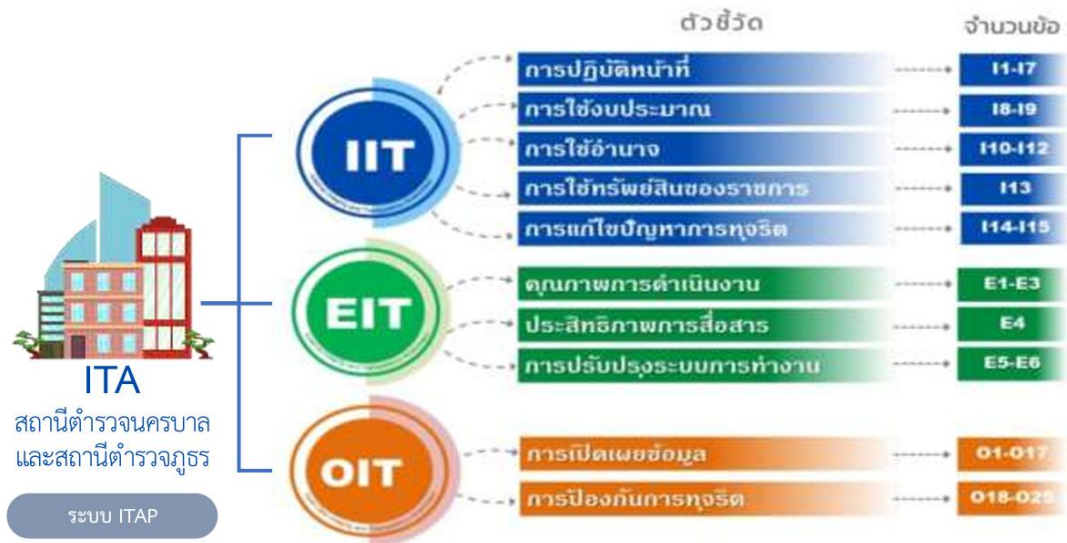 ตัวชี้วัด
จำนวนข้อ
IIT
การปฏิบัติหน้าที่
I1-I7
การใช้งบประมาณ
I8-I9
การใช้อำนาจ
I10-I12
การใช้ทรัพย์สินของราชการ
I13
การแก้ไขปัญหาการทุจริต
I14-I15
EIT
คุณภาพการดำเนินงาน
E1-E3
ประสิทธิภาพการสื่อสาร
E4
การปรับปรุงระบบการทำงาน
E5-E6
OIT
การเปิดเผยข้อมูล
O1-O17
การป้องกันการทุจริต
O18-O25
ITA
สถานีตำรวจนครบาล
และสถานีตำรวจภูธร
ระบบ ITAP